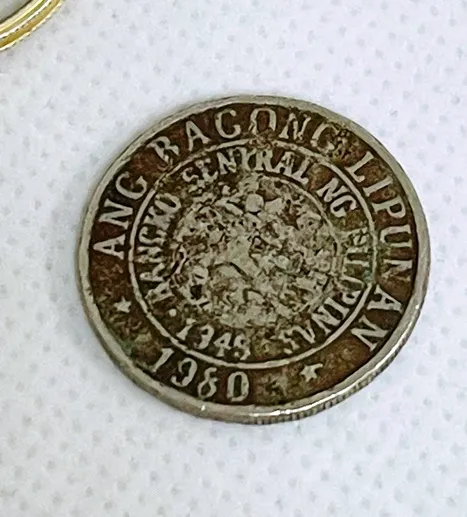 ANG BAGONG LIPUNAN
BANGKO SENTRAL NG PILIPINAS
1949
1980